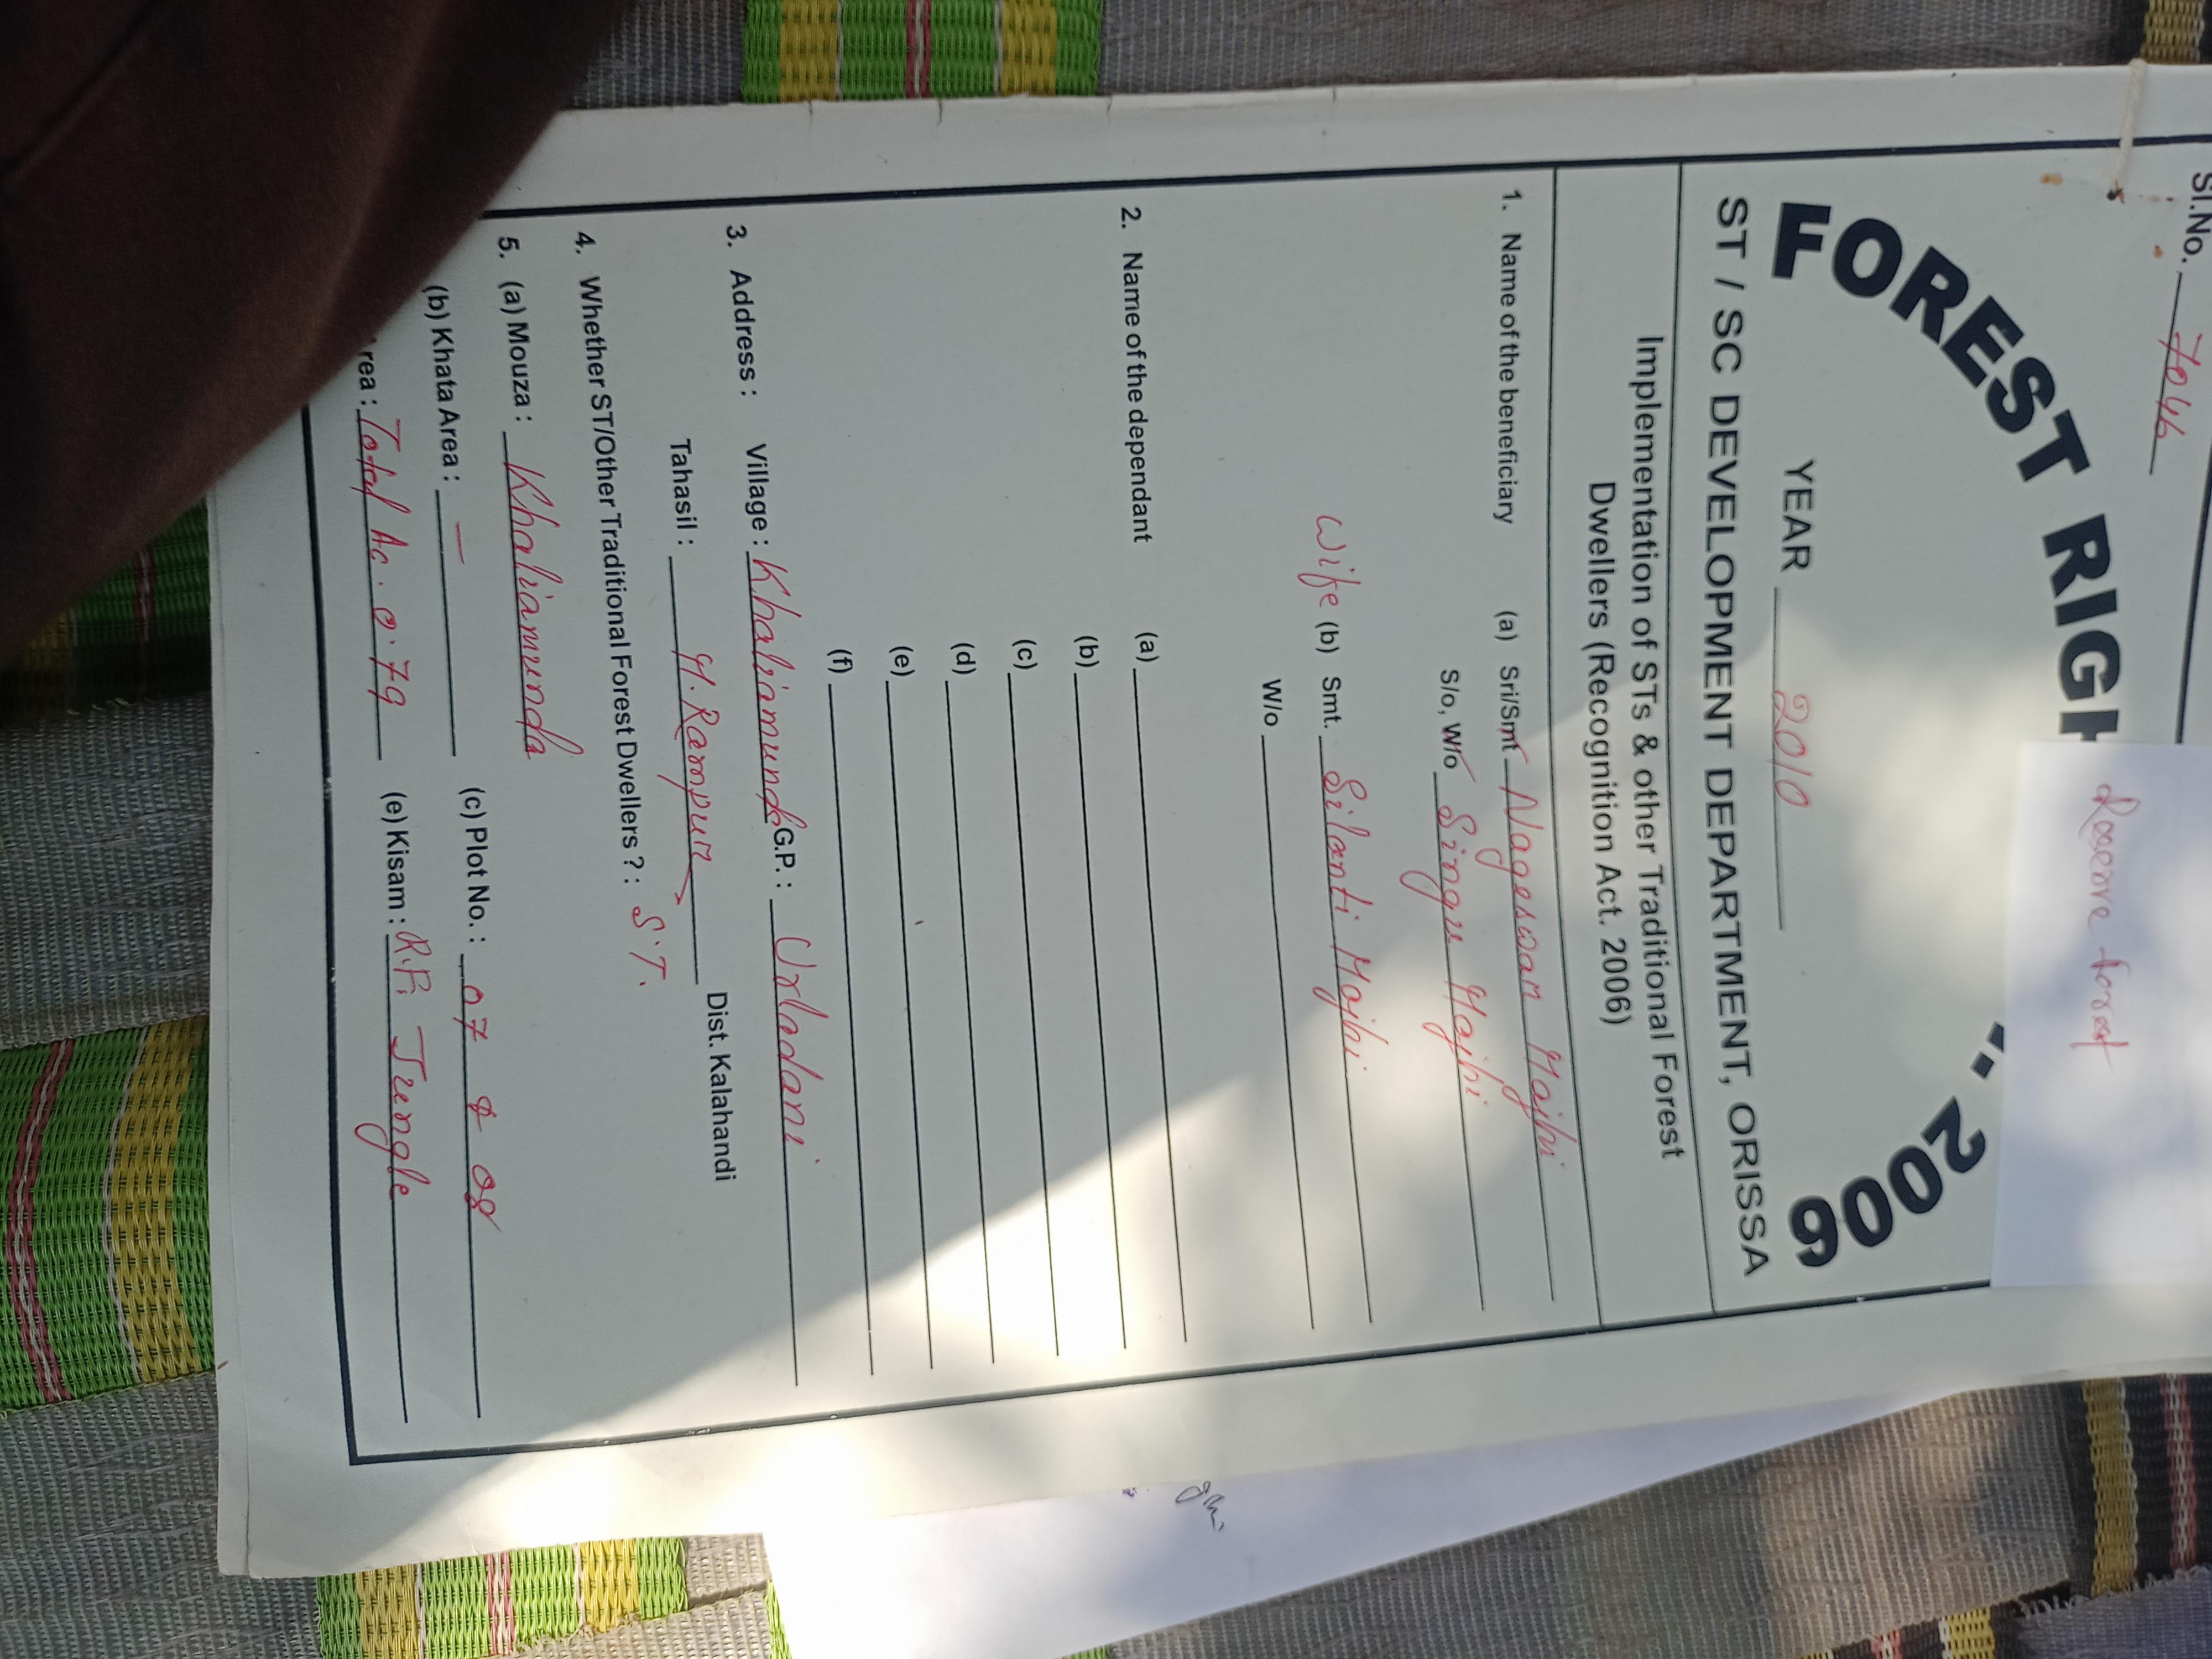 Sl.No. 7046
Reserve forest
FOREST RIGH 2006
YEAR 2010
ST / SC DEVELOPMENT DEPARTMENT, ORISSA
Implementation of STs & other Traditional Forest
Dwellers (Recognition Act. 2006)
1. Name of the beneficiary (a) Sri/Smt Nageswar Majhi
S/o, W/o Singu Majhi
Wife (b) Smt. Silanti Majhi
W/o
2. Name of the dependant (a)
(b)
(c)
(d)
(e)
(f)
3. Address : Village : Khaliamunda G.P. : Urladani
Tahasil : M. Rampur Dist. Kalahandi
4. Whether ST/Other Traditional Forest Dwellers ? : S.T.
5. (a) Mouza : Khaliamunda
(b) Khata Area : — (c) Plot No. : 07 & 08
rea : Total Ac. 0.79 (e) Kisam : R.F. Jungle